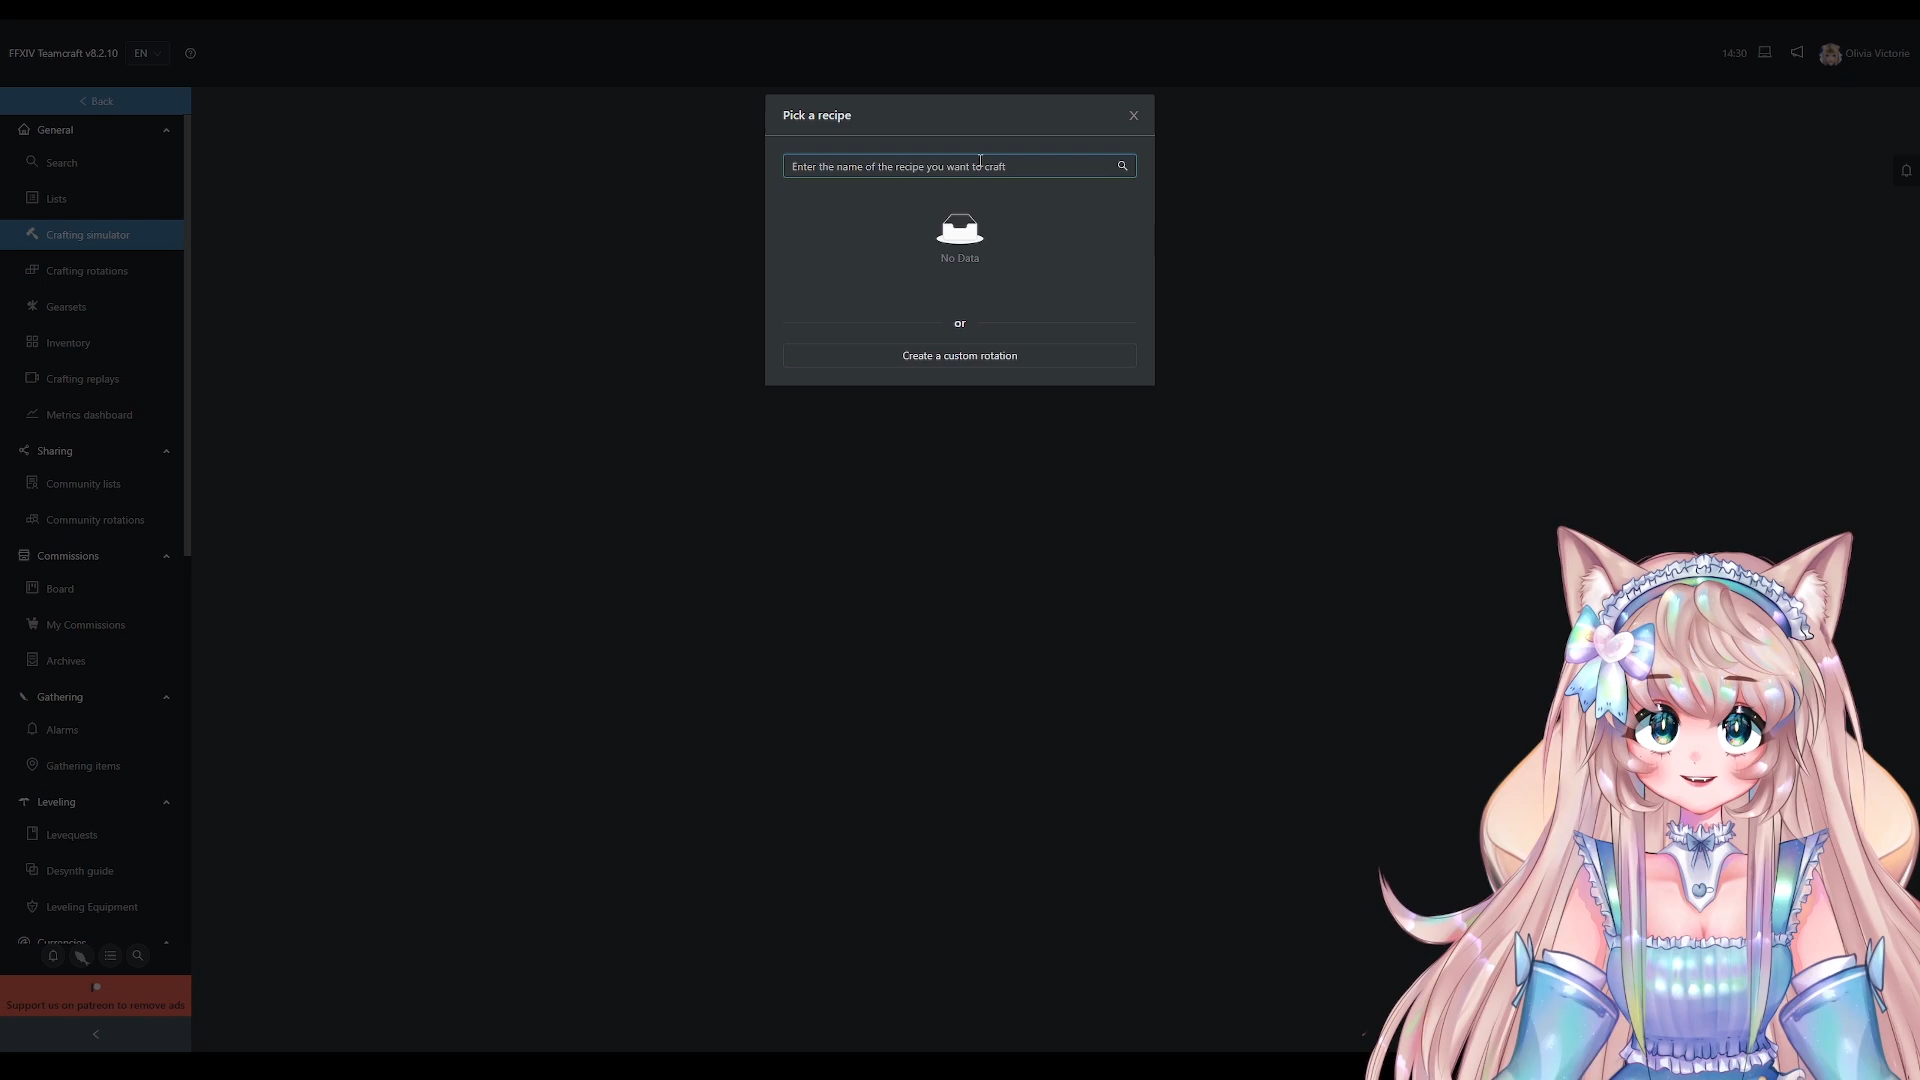 FFXIV Teamcraft v8.2.10
EN
14:30
Olivia Victorie
Back
General
Search
Lists
Crafting simulator
Crafting rotations
Gearsets
Inventory
Crafting replays
Metrics dashboard
Sharing
Community lists
Community rotations
Commissions
Board
My Commissions
Archives
Gathering
Alarms
Gathering items
Leveling
Levequests
Desynth guide
Leveling Equipment
Currencies
Support us on patreon to remove ads
Pick a recipe
X
Enter the name of the recipe you want to craft
No Data
or
Create a custom rotation